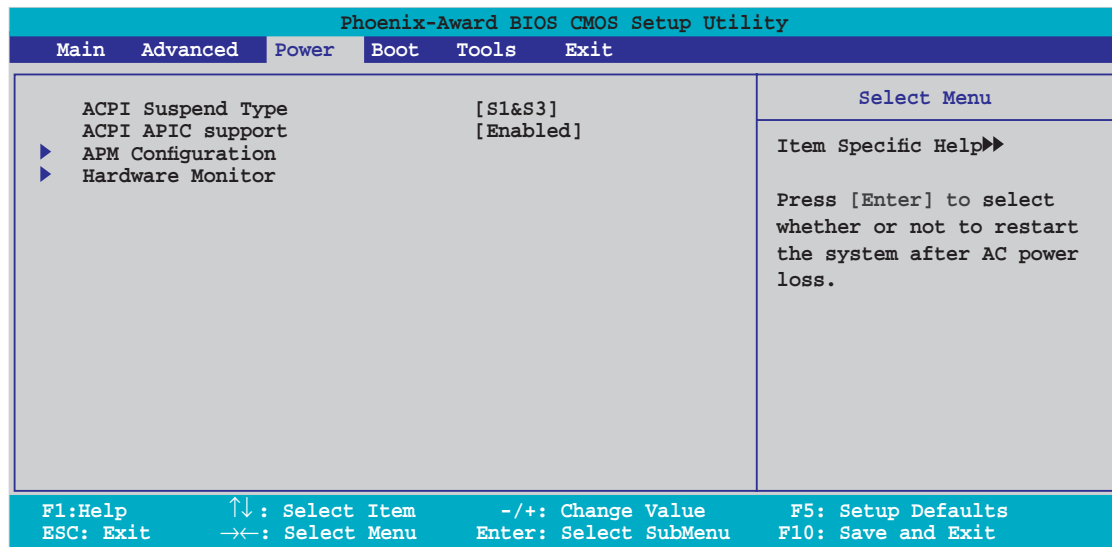 Phoenix-Award BIOS CMOS Setup Utility
Main Advanced Power Boot Tools Exit
ACPI Suspend Type [S1&S3]
ACPI APIC support [Enabled]
APM Configuration
Hardware Monitor
Select Menu
Item Specific Help
Press [Enter] to select
whether or not to restart
the system after AC power
loss.
F1:Help ↑↓: Select Item -/+: Change Value F5: Setup Defaults
ESC: Exit →←: Select Menu Enter: Select SubMenu F10: Save and Exit